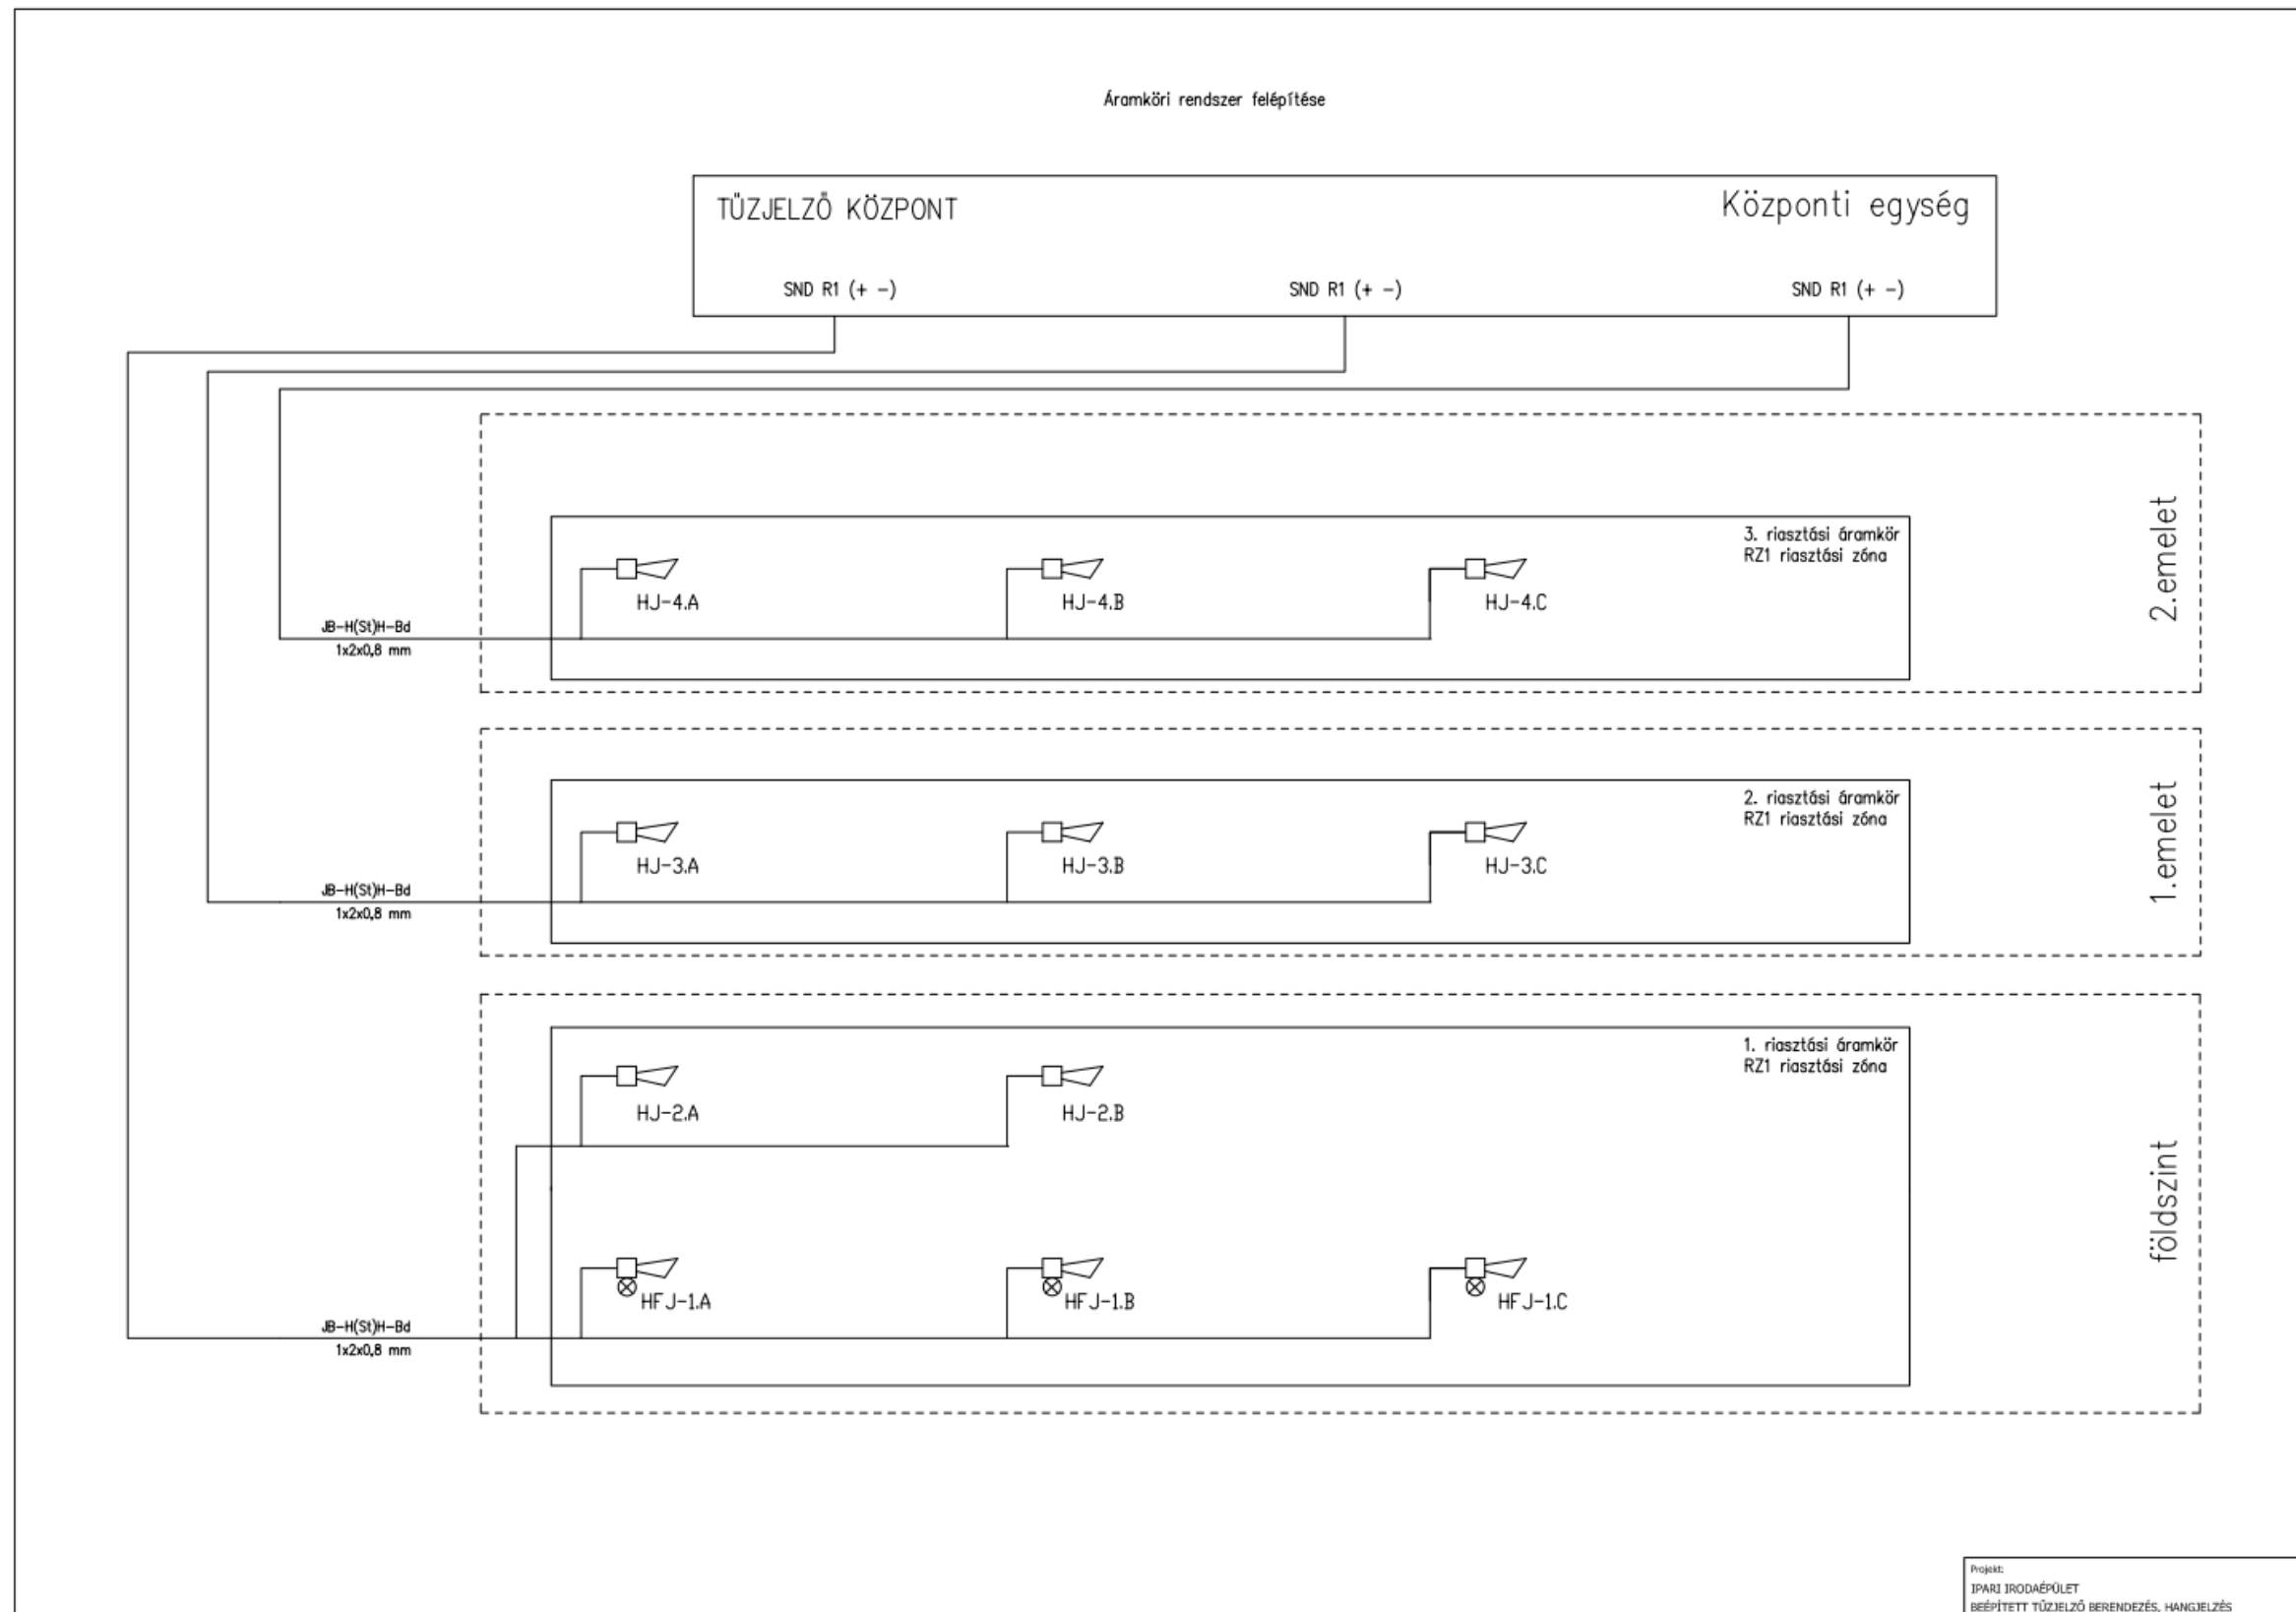 Áramköri rendszer felépítése
TŰZJELZŐ KÖZPONT
Központi egység
SND R1 (+ -)
SND R1 (+ -)
SND R1 (+ -)
3. riasztási áramkör
RZ1 riasztási zóna
HJ-4.A
HJ-4.B
HJ-4.C
2.emelet
JB-H(St)H-Bd
1x2x0,8 mm
2. riasztási áramkör
RZ1 riasztási zóna
HJ-3.A
HJ-3.B
HJ-3.C
1.emelet
JB-H(St)H-Bd
1x2x0,8 mm
1. riasztási áramkör
RZ1 riasztási zóna
HJ-2.A
HJ-2.B
földszint
HFJ-1.A
HFJ-1.B
HFJ-1.C
JB-H(St)H-Bd
1x2x0,8 mm
Projekt:
IPARI IRODAÉPÜLET
BEÉPÍTETT TŰZJELZŐ BERENDEZÉS, HANGJELZÉS